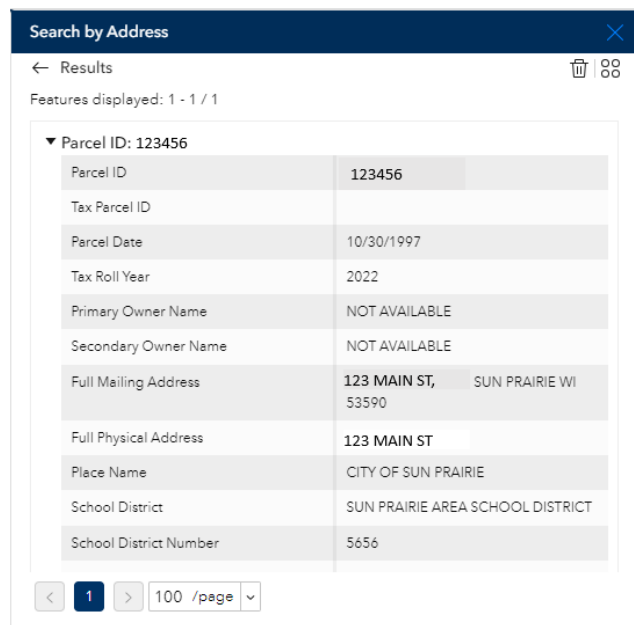 Search by Address
Results
Features displayed: 1 - 1 / 1
Parcel ID: 123456
Parcel ID 123456
Tax Parcel ID
Parcel Date 10/30/1997
Tax Roll Year 2022
Primary Owner Name NOT AVAILABLE
Secondary Owner Name NOT AVAILABLE
Full Mailing Address 123 MAIN ST, SUN PRAIRIE WI
53590
Full Physical Address 123 MAIN ST
Place Name CITY OF SUN PRAIRIE
School District SUN PRAIRIE AREA SCHOOL DISTRICT
School District Number 5656
< 1 > 100 /page